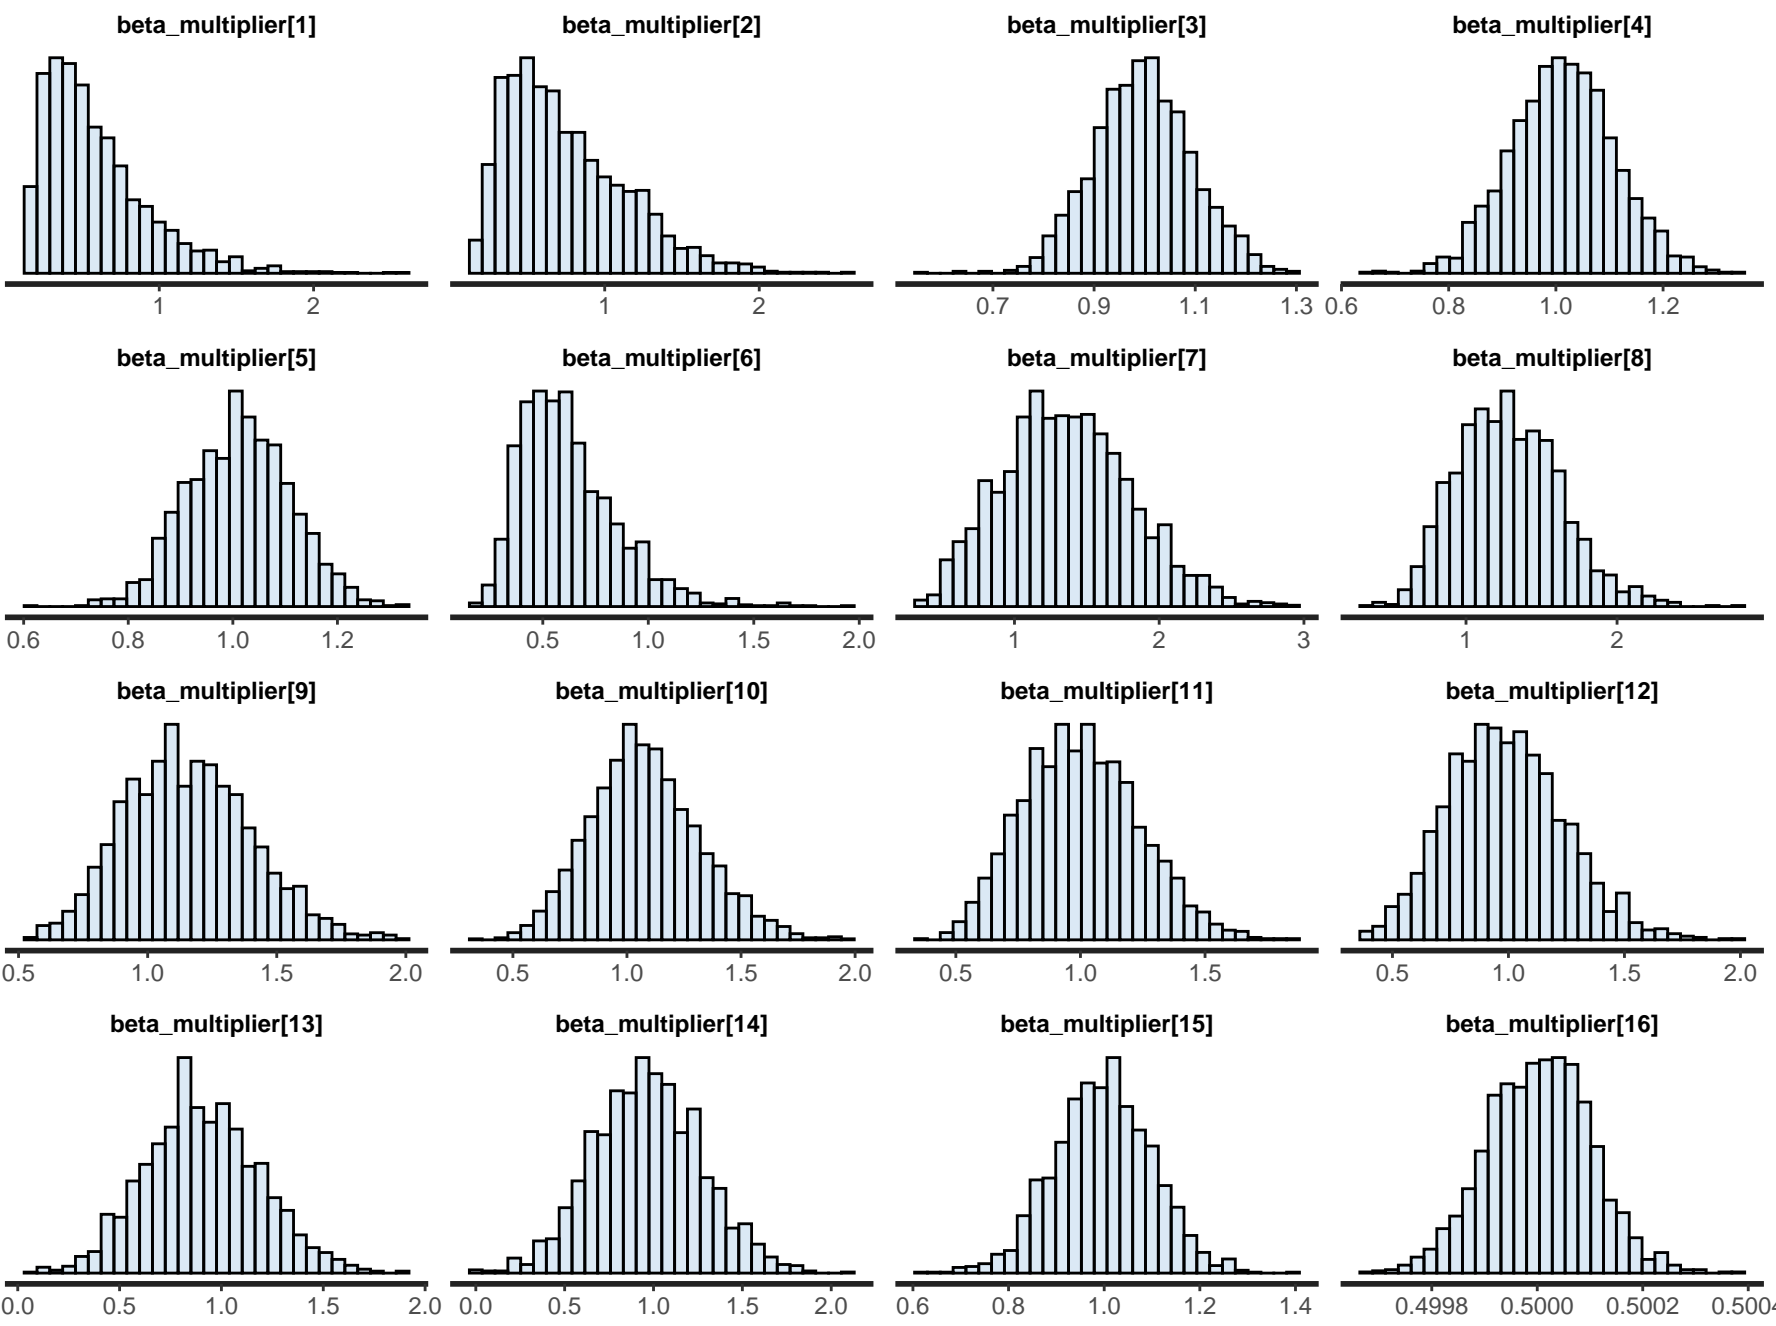 beta_multiplier[1] beta_multiplier[2] beta_multiplier[3] beta_multiplier[4]
1 2 1 2 0.7 0.9 1.1 1.3 0.6 0.8 1.0 1.2
beta_multiplier[5] beta_multiplier[6] beta_multiplier[7] beta_multiplier[8]
0.6 0.8 1.0 1.2 0.5 1.0 1.5 2.0 1 2 3 1 2
beta_multiplier[9] beta_multiplier[10] beta_multiplier[11] beta_multiplier[12]
0.5 1.0 1.5 2.0 0.5 1.0 1.5 2.0 0.5 1.0 1.5 0.5 1.0 1.5 2.0
beta_multiplier[13] beta_multiplier[14] beta_multiplier[15] beta_multiplier[16]
0.0 0.5 1.0 1.5 2.0 0.0 0.5 1.0 1.5 2.0 0.6 0.8 1.0 1.2 1.4 0.4998 0.5000 0.5002 0.5004